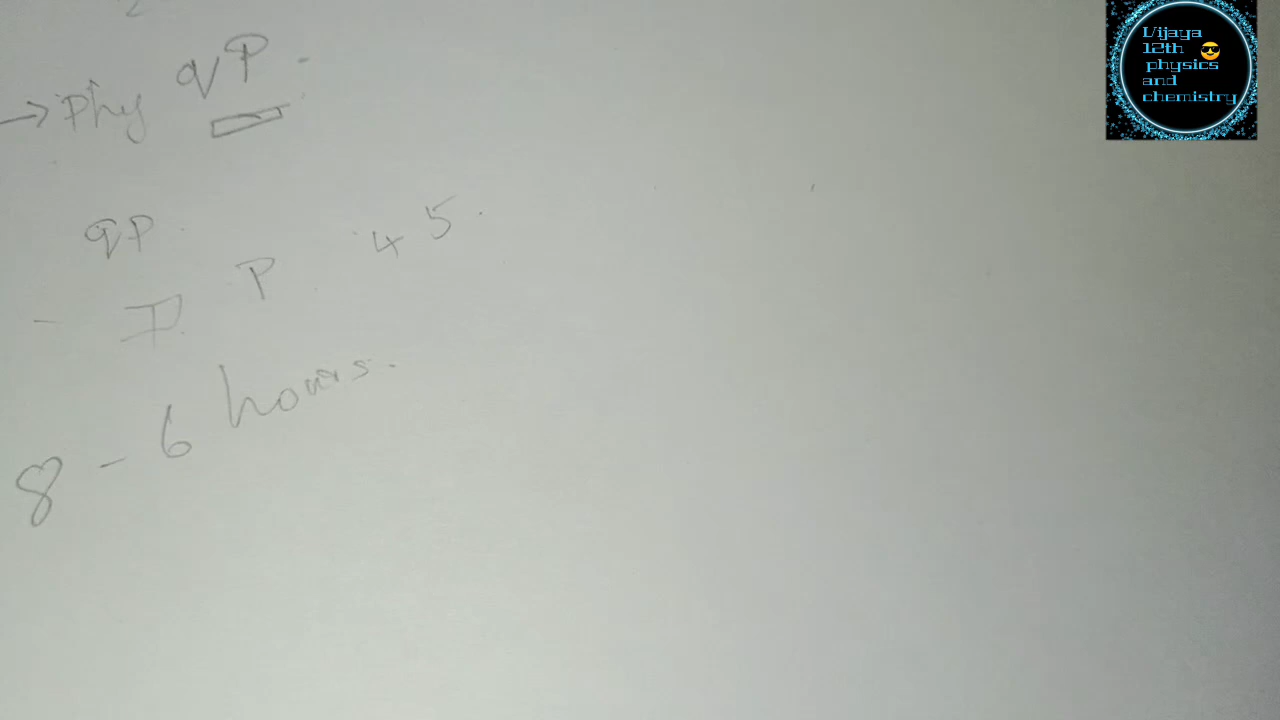 → Phy qP.
qP.
P 45.
8 - 6 hours.
Vijaya
12th 😎
physics
and
chemistry